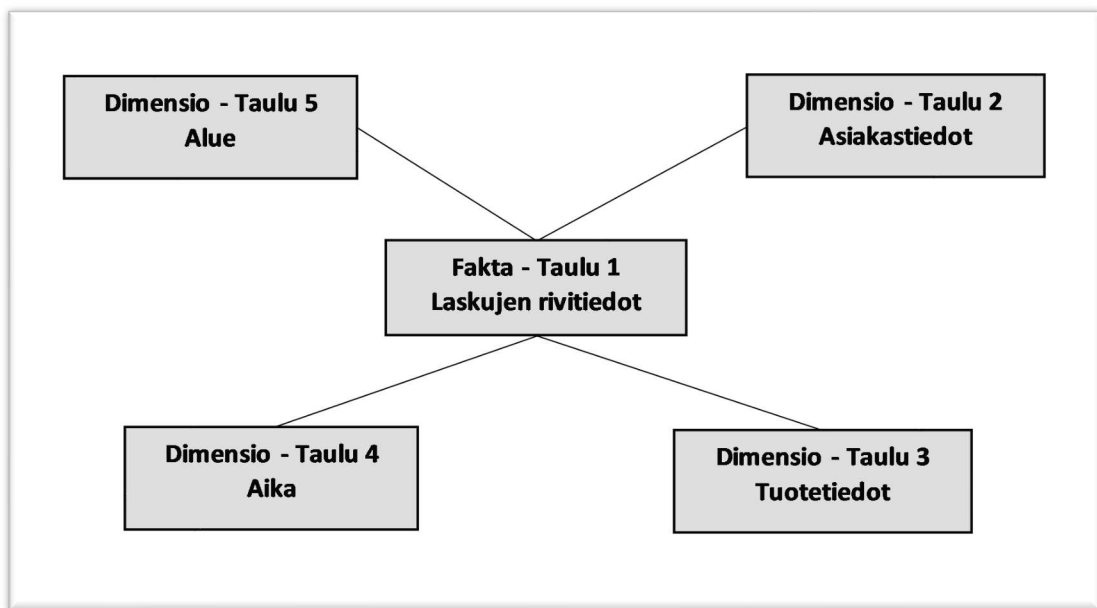 Dimensio - Taulu 5
Alue
Dimensio - Taulu 2
Asiakastiedot
Fakta - Taulu 1
Laskujen rivitiedot
Dimensio - Taulu 4
Aika
Dimensio - Taulu 3
Tuotetiedot